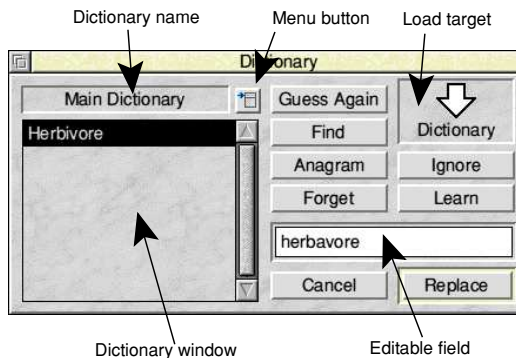 Dictionary name
Menu button
Load target
Dictionary
Main Dictionary
Guess Again
Dictionary
Herbivore
Find
Anagram
Ignore
Forget
Learn
herbavore
Cancel
Replace
Dictionary window
Editable field